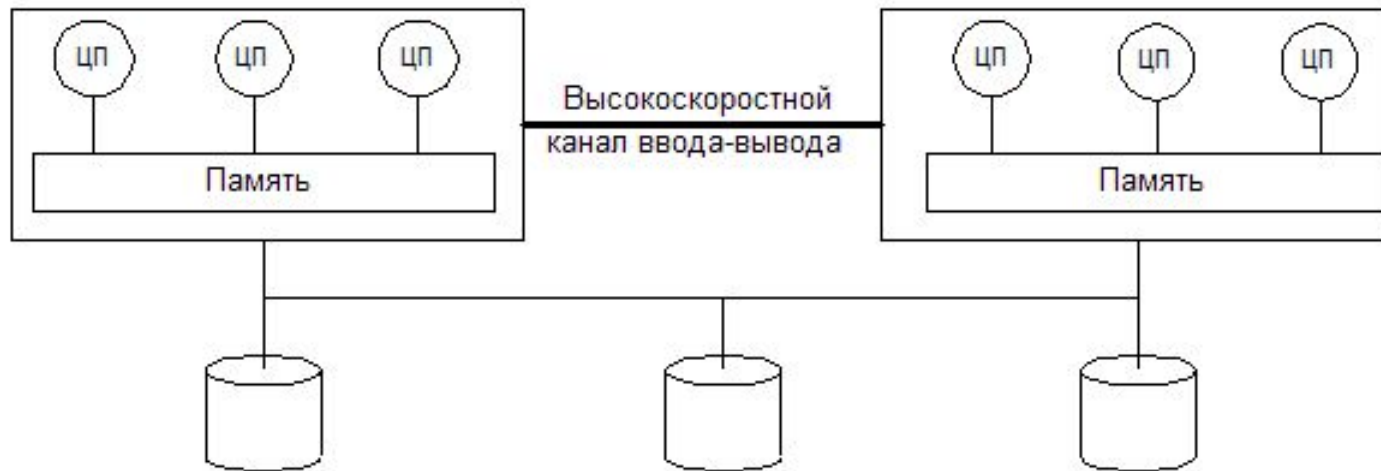 ЦП ЦП ЦП ЦП ЦП ЦП
Высокоскоростной
канал ввода-вывода
Память Память